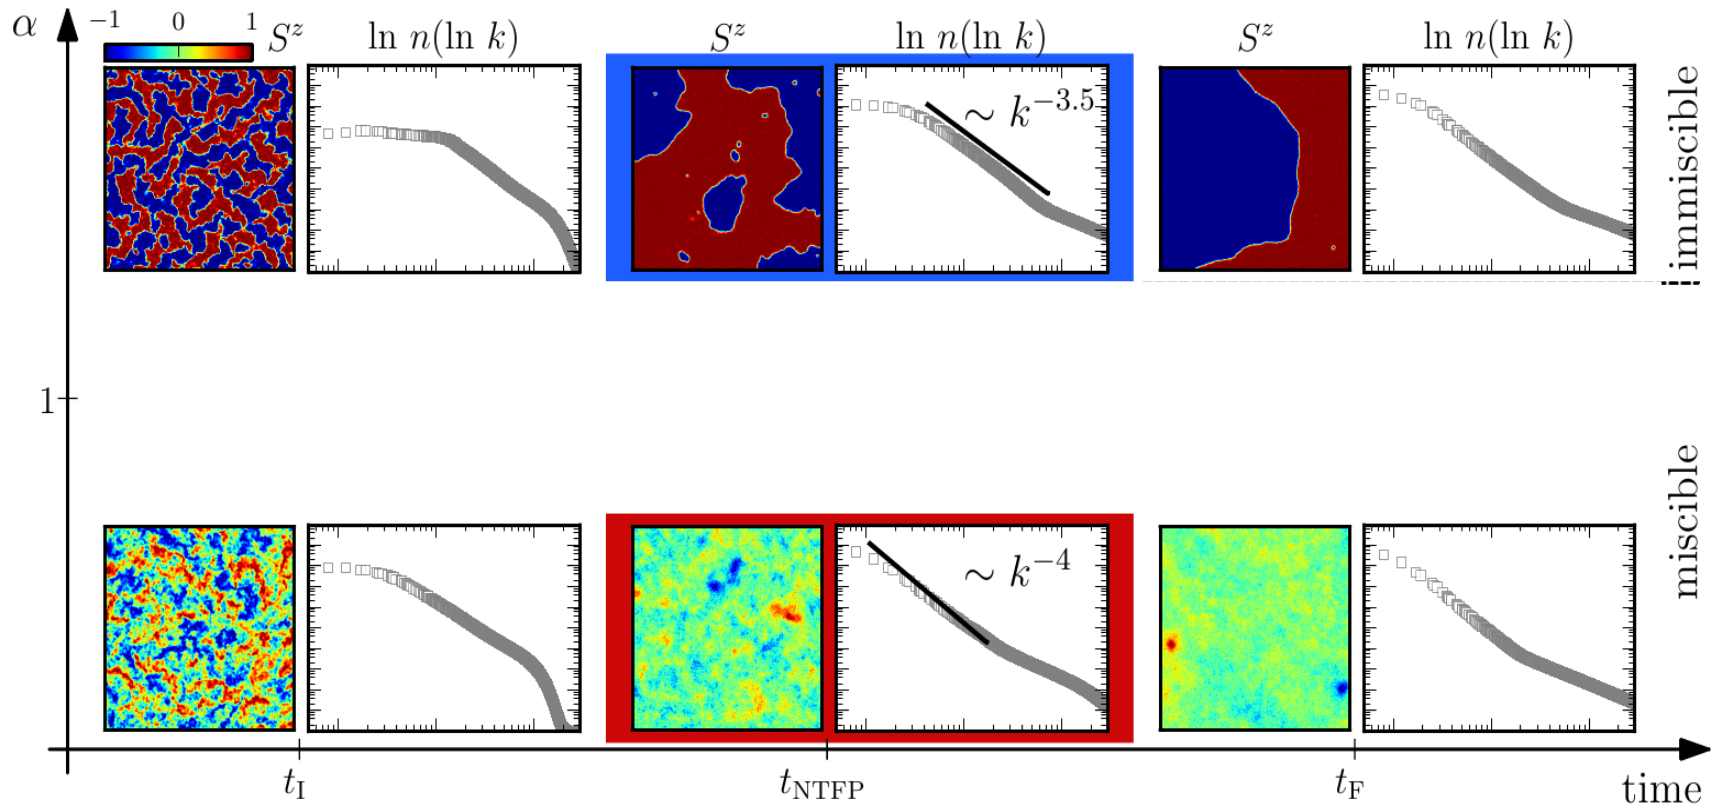 α
−1 0 1
S^z
ln n(ln k)
S^z
ln n(ln k)
S^z
ln n(ln k)
∼ k^{−3.5}
immiscible
1
miscible
∼ k^{−4}
t_I
t_NTFP
t_F
time